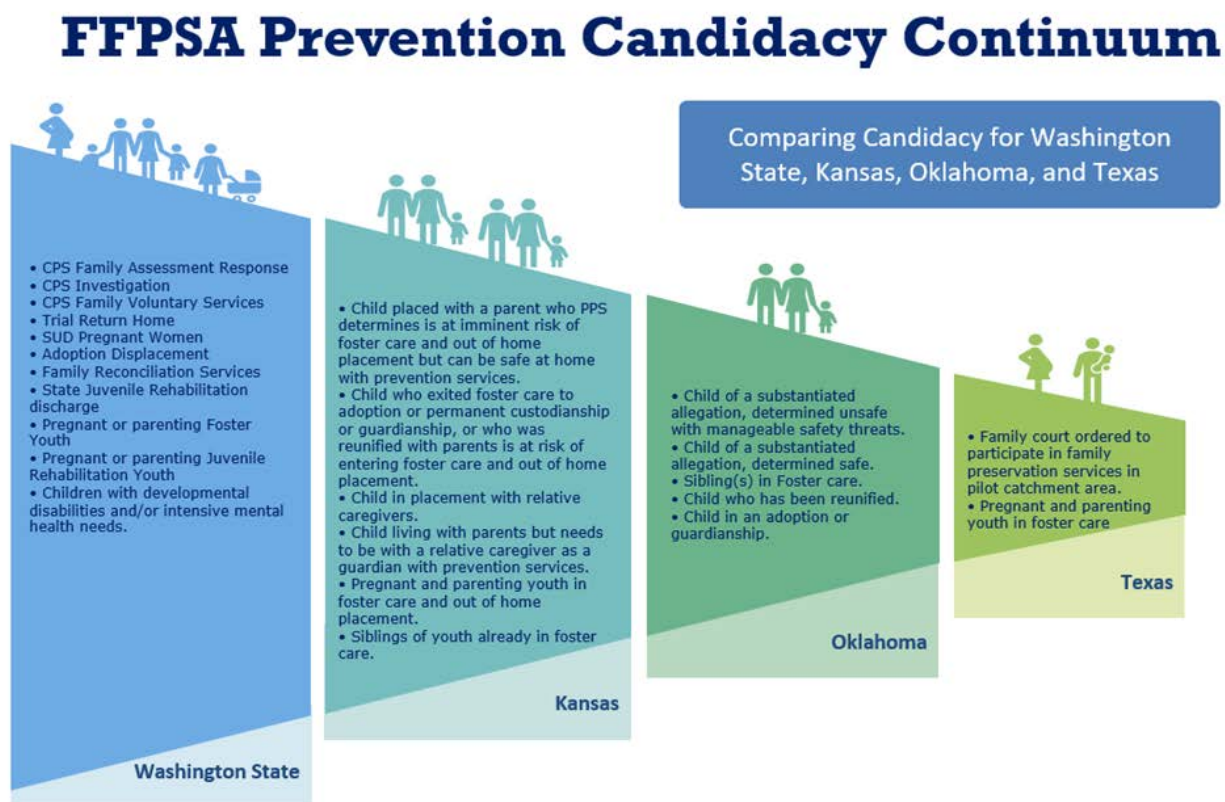 FFPSA Prevention Candidacy Continuum
Comparing Candidacy for Washington
State, Kansas, Oklahoma, and Texas
• CPS Family Assessment Response
• CPS Investigation
• CPS Family Voluntary Services
• Trial Return Home
• SUD Pregnant Women
• Adoption Displacement
• Family Reconciliation Services
• State Juvenile Rehabilitation
discharge
• Pregnant or parenting Foster
Youth
• Pregnant or parenting Juvenile
Rehabilitation Youth
• Children with developmental
disabilities and/or intensive mental
health needs.
Washington State
• Child placed with a parent who PPS
determines is at imminent risk of
foster care and out of home
placement but can be safe at home
with prevention services.
• Child who exited foster care to
adoption or permanent custodianship
or guardianship, or who was
reunified with parents is at risk of
entering foster care and out of home
placement.
• Child in placement with relative
caregivers.
• Child living with parents but needs
to be with a relative caregiver as a
guardian with prevention services.
• Pregnant and parenting youth in
foster care and out of home
placement.
• Siblings of youth already in foster
care.
Kansas
• Child of a substantiated
allegation, determined unsafe
with manageable safety threats.
• Child of a substantiated
allegation, determined safe.
• Sibling(s) in Foster care.
• Child who has been reunified.
• Child in an adoption or
guardianship.
Oklahoma
• Family court ordered to
participate in family
preservation services in
pilot catchment area.
• Pregnant and parenting
youth in foster care
Texas